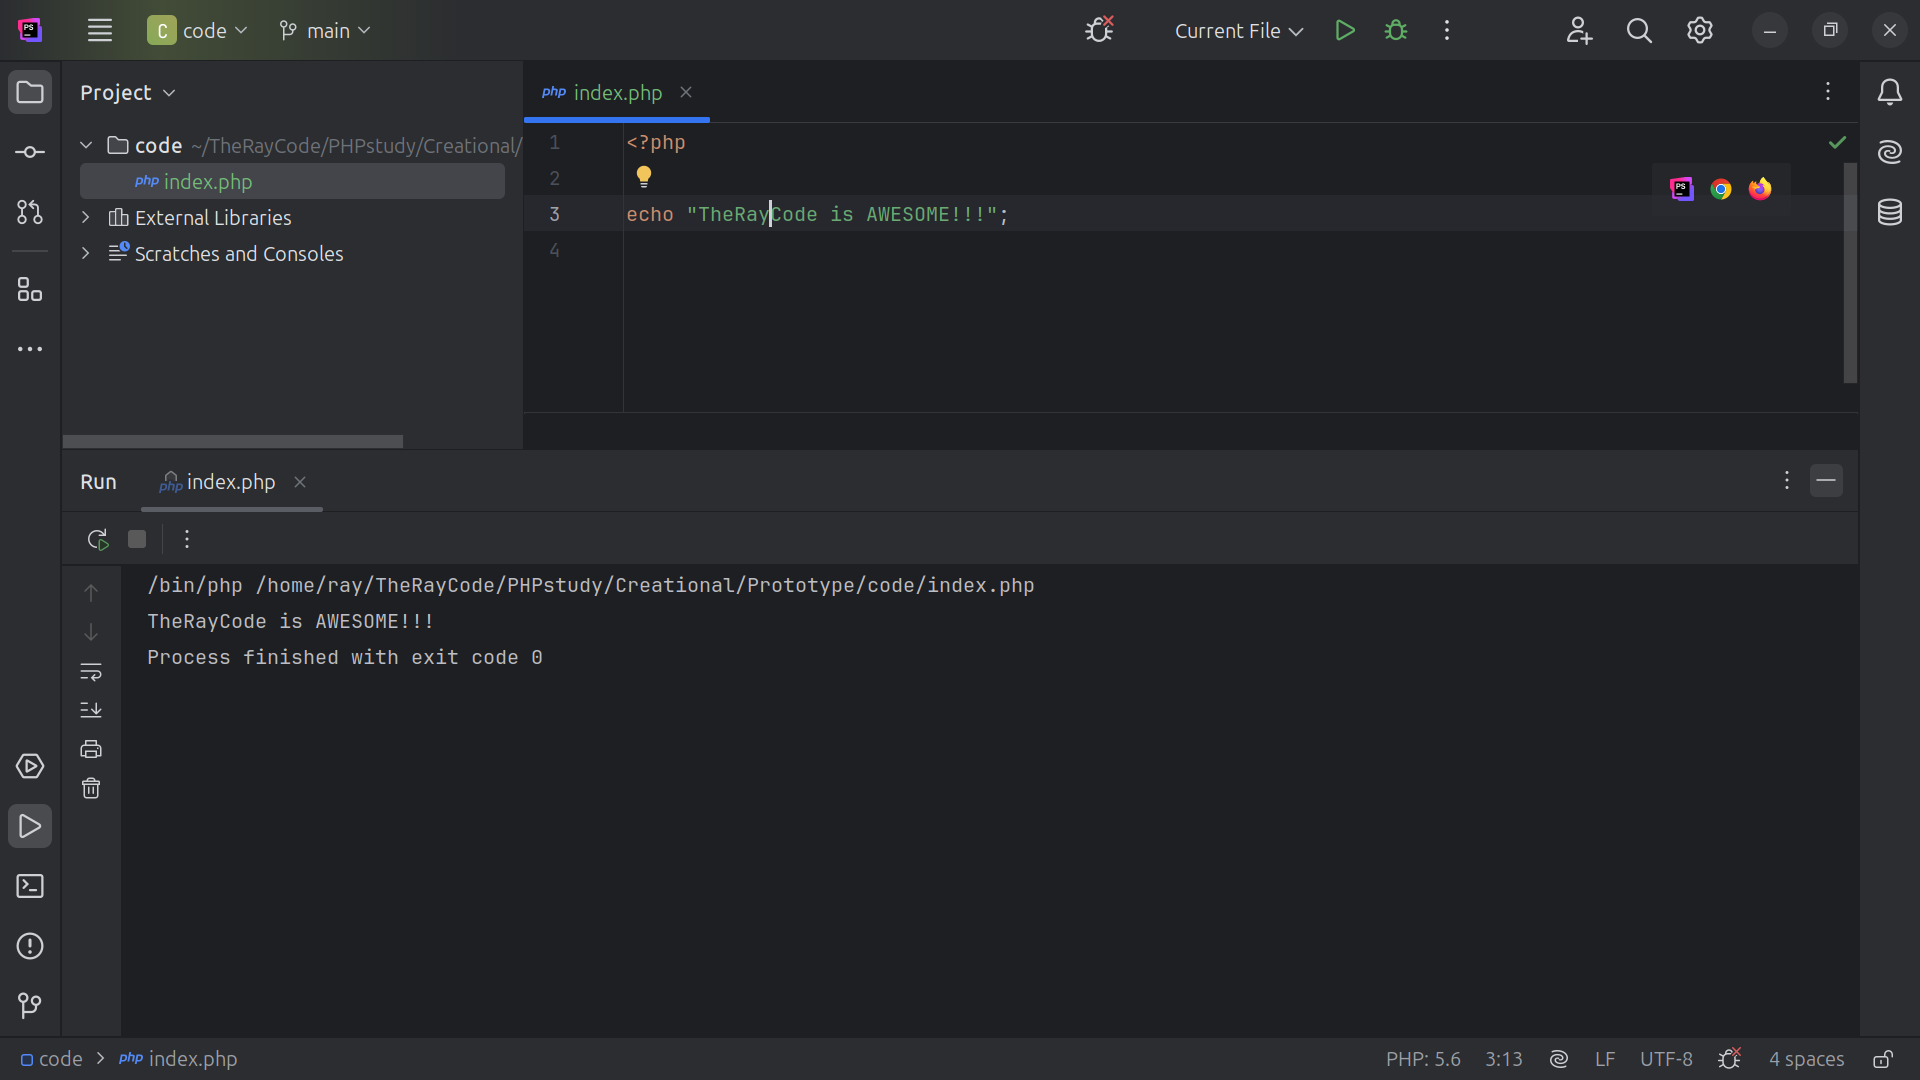 PS
C code
main
Current File
Project
code ~/TheRayCode/PHPstudy/Creational/
php index.php
External Libraries
Scratches and Consoles
php index.php
1 <?php
2
3 echo "TheRayCode is AWESOME!!!";
4
PS
Run
php index.php
/bin/php /home/ray/TheRayCode/PHPstudy/Creational/Prototype/code/index.php
TheRayCode is AWESOME!!!
Process finished with exit code 0
code > php index.php
PHP: 5.6 3:13 LF UTF-8 4 spaces